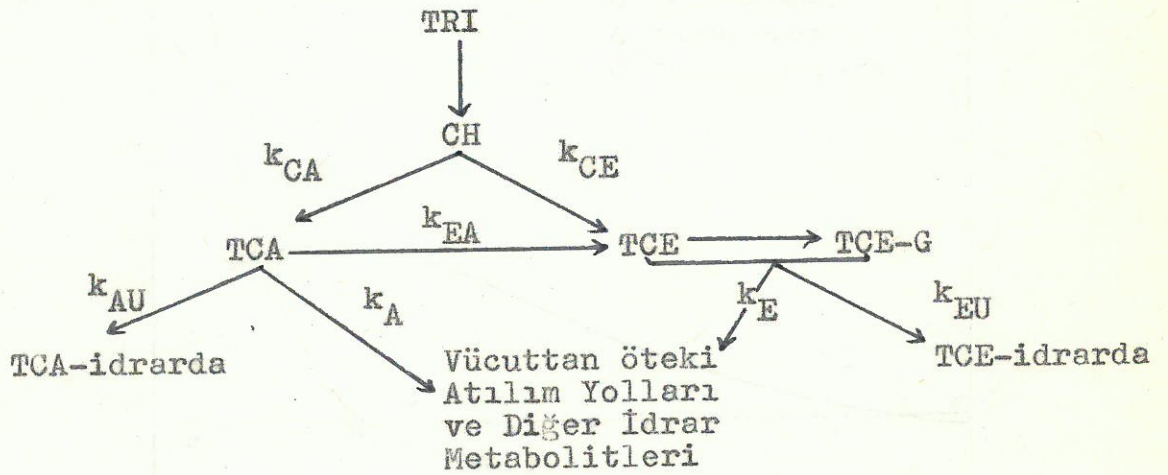 TRI
CH
k_CA k_CE
k_EA
TCA TCE TCE-G
k_AU k_A k_E k_EU
TCA-idrarda Vücuttan öteki TCE-idrarda
Atılım Yolları
ve Diğer İdrar
Metabolitleri